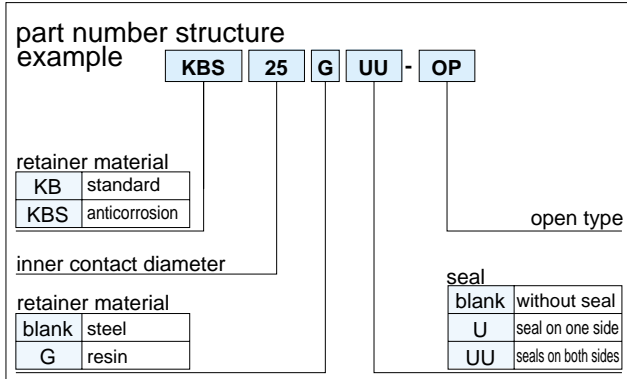 part number structure
example
KBS 25 G UU - OP
retainer material
KB standard
KBS anticorrosion
open type
inner contact diameter
retainer material
blank steel
G resin
seal
blank without seal
U seal on one side
UU seals on both sides